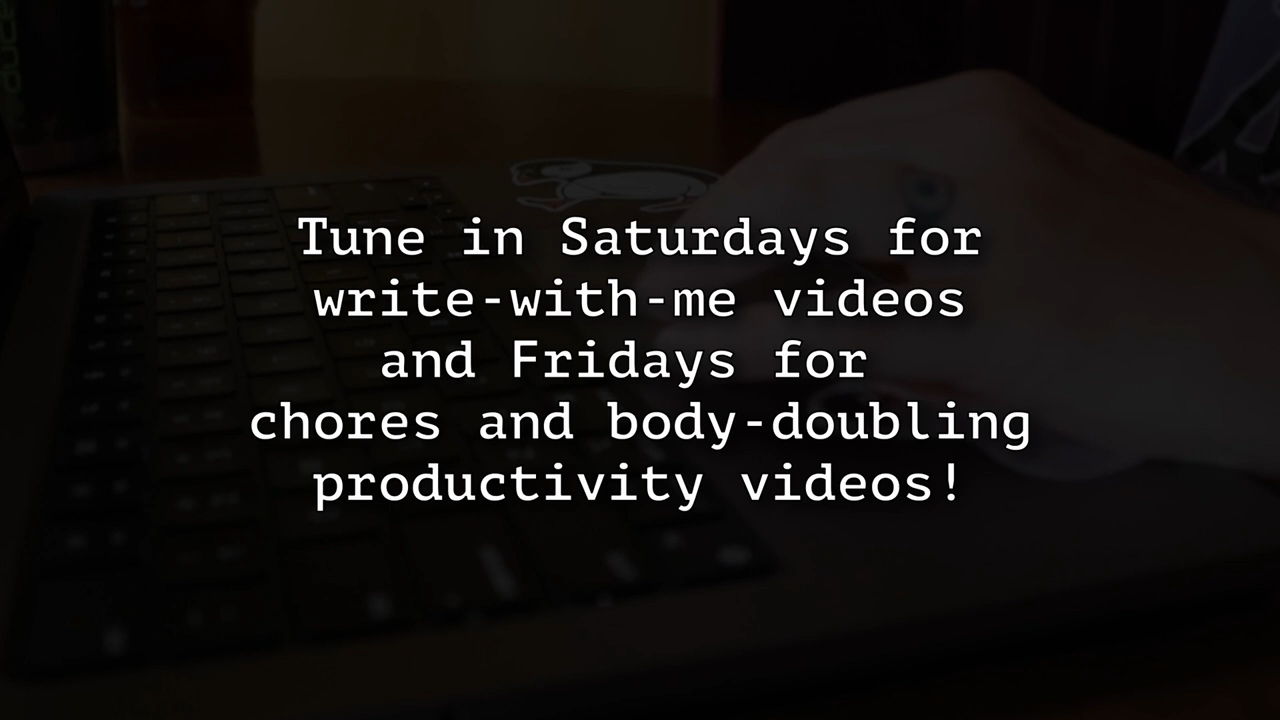 Tune in Saturdays for
write-with-me videos
and Fridays for
chores and body-doubling
productivity videos!